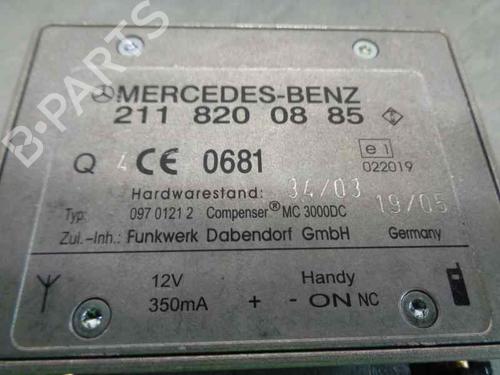 B-PARTS
MERCEDES-BENZ
211 820 08 85
Q 4 CE 0681 e1
022019
Hardwarestand: 34/03 19/05
Typ: 097 0121 2 Compenser® MC 3000DC
Zul.-Inh.: Funkwerk Dabendorf GmbH Germany
12V Handy
350mA + - ON NC